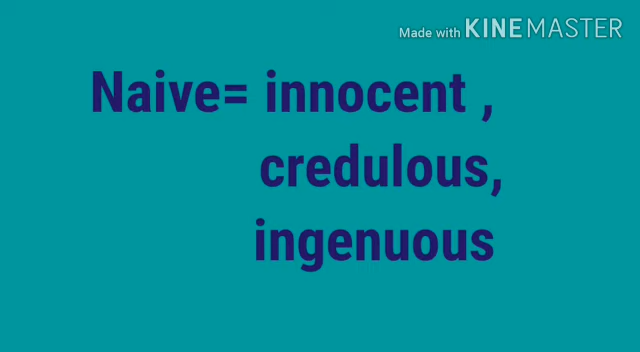 Made with KINEMASTER
Naive= innocent ,
credulous,
ingenuous